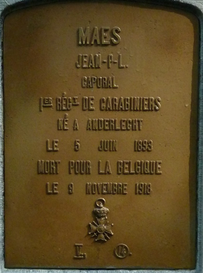 MAES
JEAN-P-L.
CAPORAL
1ER RÉGT DE CARABINIERS
NÉ A ANDERLECHT
LE 5 JUIN 1893
MORT POUR LA BELGIQUE
LE 9 NOVEMBRE 1918